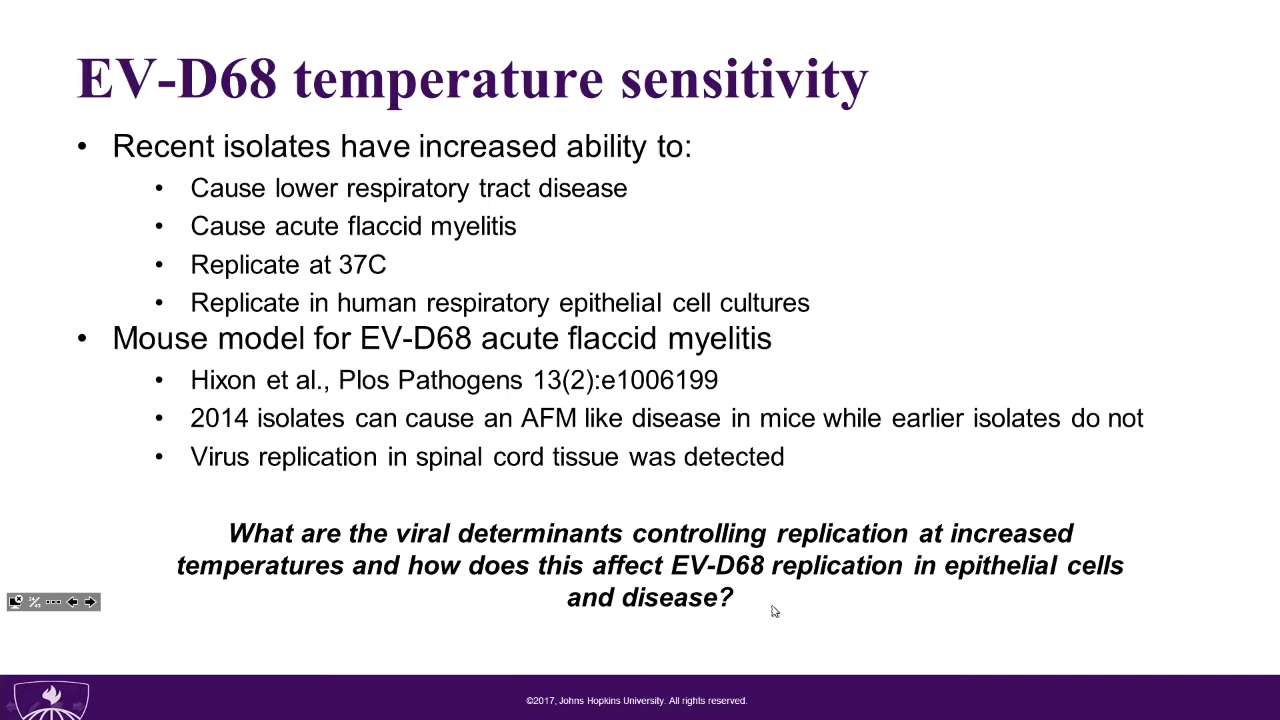 EV-D68 temperature sensitivity
• Recent isolates have increased ability to:
• Cause lower respiratory tract disease
• Cause acute flaccid myelitis
• Replicate at 37C
• Replicate in human respiratory epithelial cell cultures
• Mouse model for EV-D68 acute flaccid myelitis
• Hixon et al., Plos Pathogens 13(2):e1006199
• 2014 isolates can cause an AFM like disease in mice while earlier isolates do not
• Virus replication in spinal cord tissue was detected
What are the viral determinants controlling replication at increased
temperatures and how does this affect EV-D68 replication in epithelial cells
and disease?
©2017, Johns Hopkins University. All rights reserved.